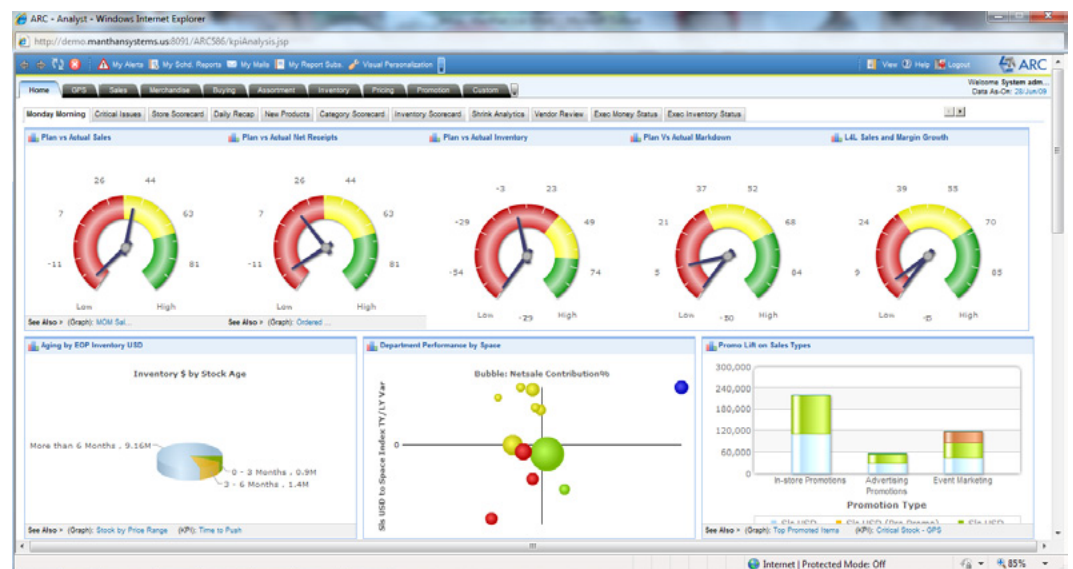 ARC - Analyst - Windows Internet Explorer
http://demo.manthansystems.us:8091/ARC586/kpiAnalysis.jsp
My Alerts My Schd. Reports My Mails My Report Subs. Visual Personalization View Help Logout ARC
Home GPS Sales Merchandise Buying Assortment Inventory Pricing Promotion Custom
Welcome System adm...
Data As-On: 28/Jun/09
Monday Morning Critical Issues Store Scorecard Daily Recap New Products Category Scorecard Inventory Scorecard Shrink Analytics Vendor Review Exec Money Status Exec Inventory Status
Plan vs Actual Sales Plan vs Actual Net Receipts Plan vs Actual Inventory Plan Vs Actual Markdown L4L Sales and Margin Growth
26 44 26 44 -3 23 37 52 39 55
7 63 7 63 -29 49 21 68 24 70
-11 81 -11 81 -54 74 5 84 9 85
Low High Low High Low -29 High Low -50 High Low High
See Also » (Graph): MOM Sal... See Also » (Graph): Ordered ...
Aging by EOP Inventory USD Department Performance by Space Promo Lift on Sales Types
Inventory $ by Stock Age
More than 6 Months , 9.16M
0 - 3 Months , 0.9M
3 - 6 Months , 1.4M
See Also » (Graph): Stock by Price Range (KPI): Time to Push
Bubble: Netsale Contribution%
Sls USD to Space Index TY/LY Var
0
300,000
240,000
180,000
120,000
60,000
0
In-store Promotions Advertising Promotions Event Marketing
Promotion Type
Sls USD Sls USD (Pre Promo) Sls USD
See Also » (Graph): Top Promoted Items (KPI): Critical Stock - GPS
Internet | Protected Mode: Off 85%